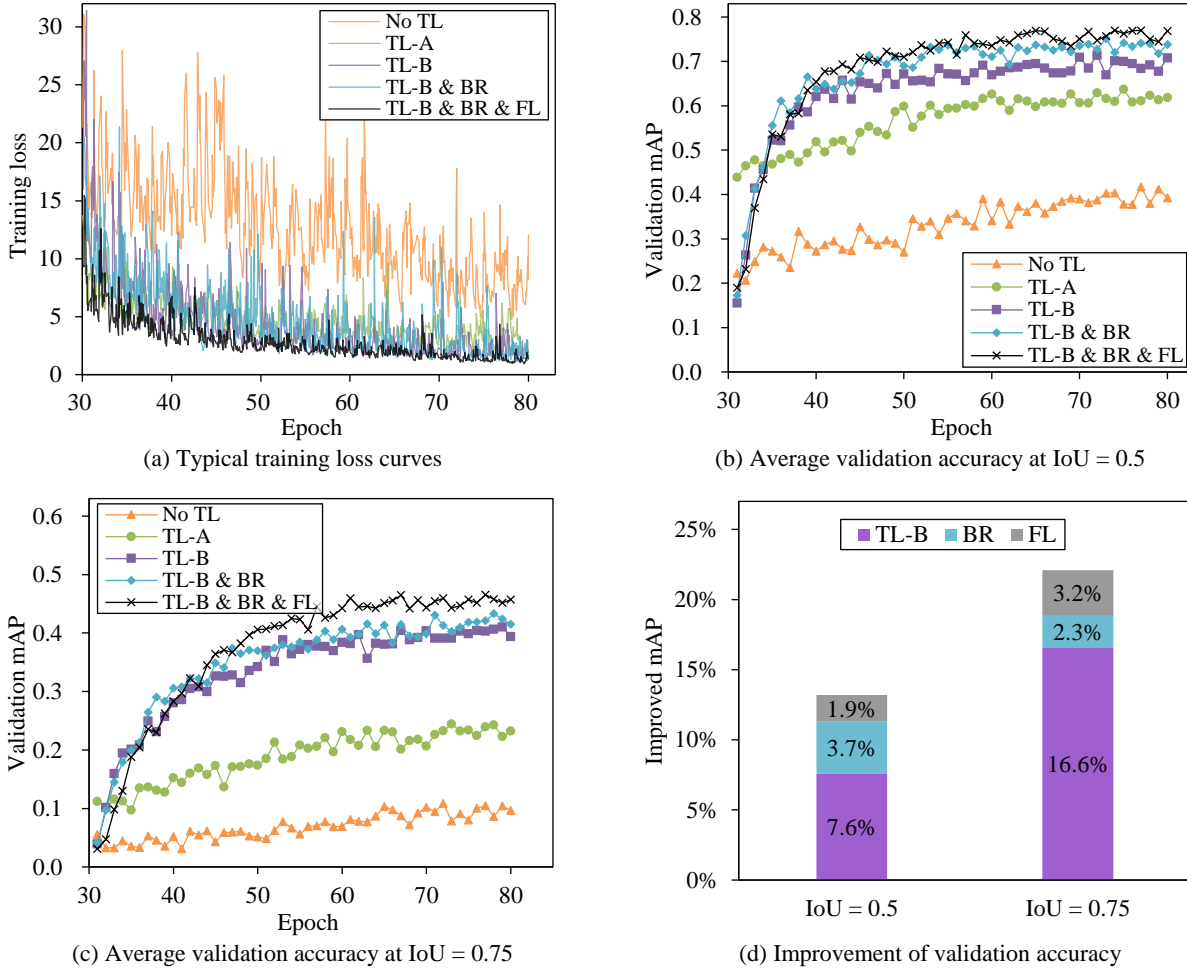 30
25
20
15
10
5
0
Training loss
No TL
TL-A
TL-B
TL-B & BR
TL-B & BR & FL
30 40 50 60 70 80
Epoch
(a) Typical training loss curves
0.8
0.7
0.6
0.5
0.4
0.3
0.2
0.1
0.0
Validation mAP
No TL
TL-A
TL-B
TL-B & BR
TL-B & BR & FL
30 40 50 60 70 80
Epoch
(b) Average validation accuracy at IoU = 0.5
0.6
0.5
0.4
0.3
0.2
0.1
0.0
Validation mAP
No TL
TL-A
TL-B
TL-B & BR
TL-B & BR & FL
30 40 50 60 70 80
Epoch
(c) Average validation accuracy at IoU = 0.75
25%
20%
15%
10%
5%
0%
Improved mAP
TL-B BR FL
1.9%
3.7%
7.6%
3.2%
2.3%
16.6%
IoU = 0.5 IoU = 0.75
(d) Improvement of validation accuracy